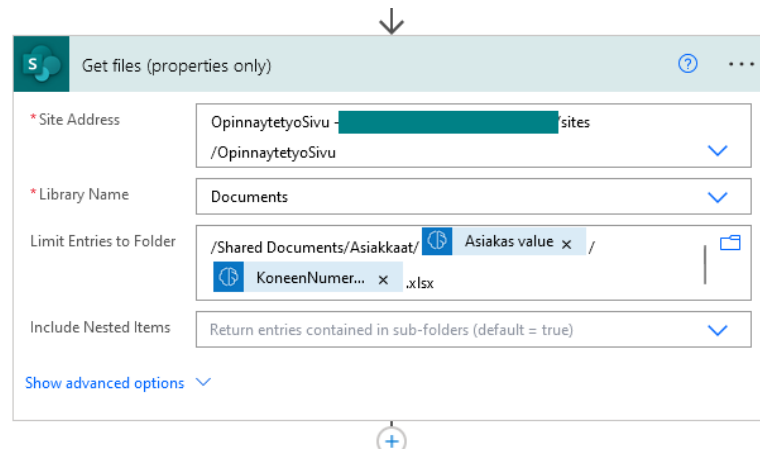 S
Get files (properties only)
?
...
* Site Address
OpinnaytetyoSivu -
/sites
/OpinnaytetyoSivu
* Library Name
Documents
Limit Entries to Folder
/Shared Documents/Asiakkaat/ Asiakas value x /
KoneenNumer... x .xlsx
Include Nested Items
Return entries contained in sub-folders (default = true)
Show advanced options